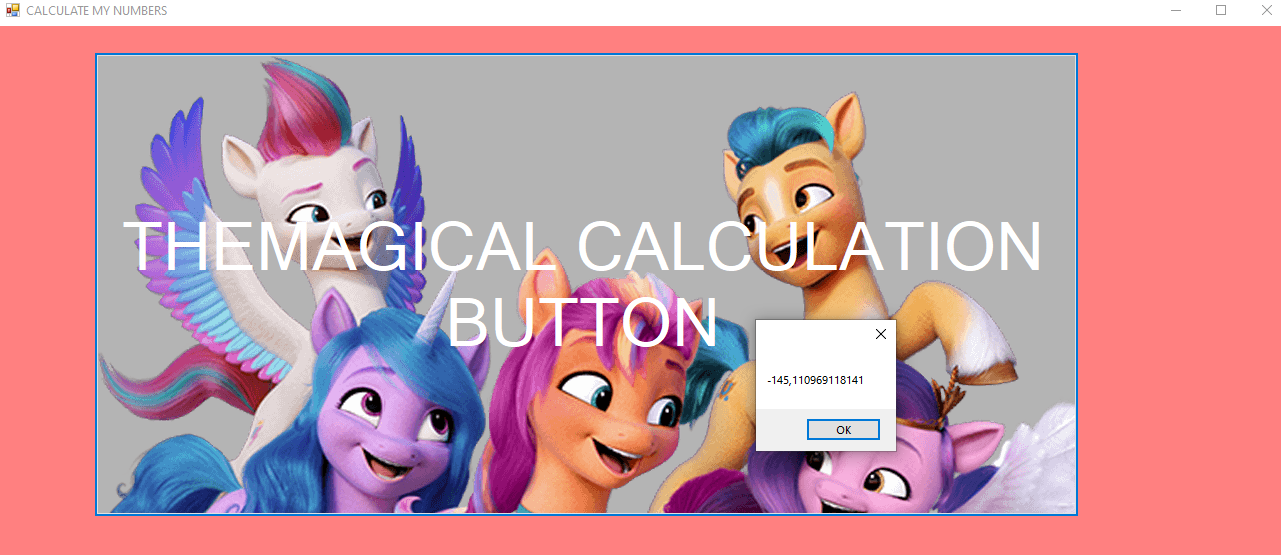 CALCULATE MY NUMBERS
THEMAGICAL CALCULATION
BUTTON
-145,110969118141
OK